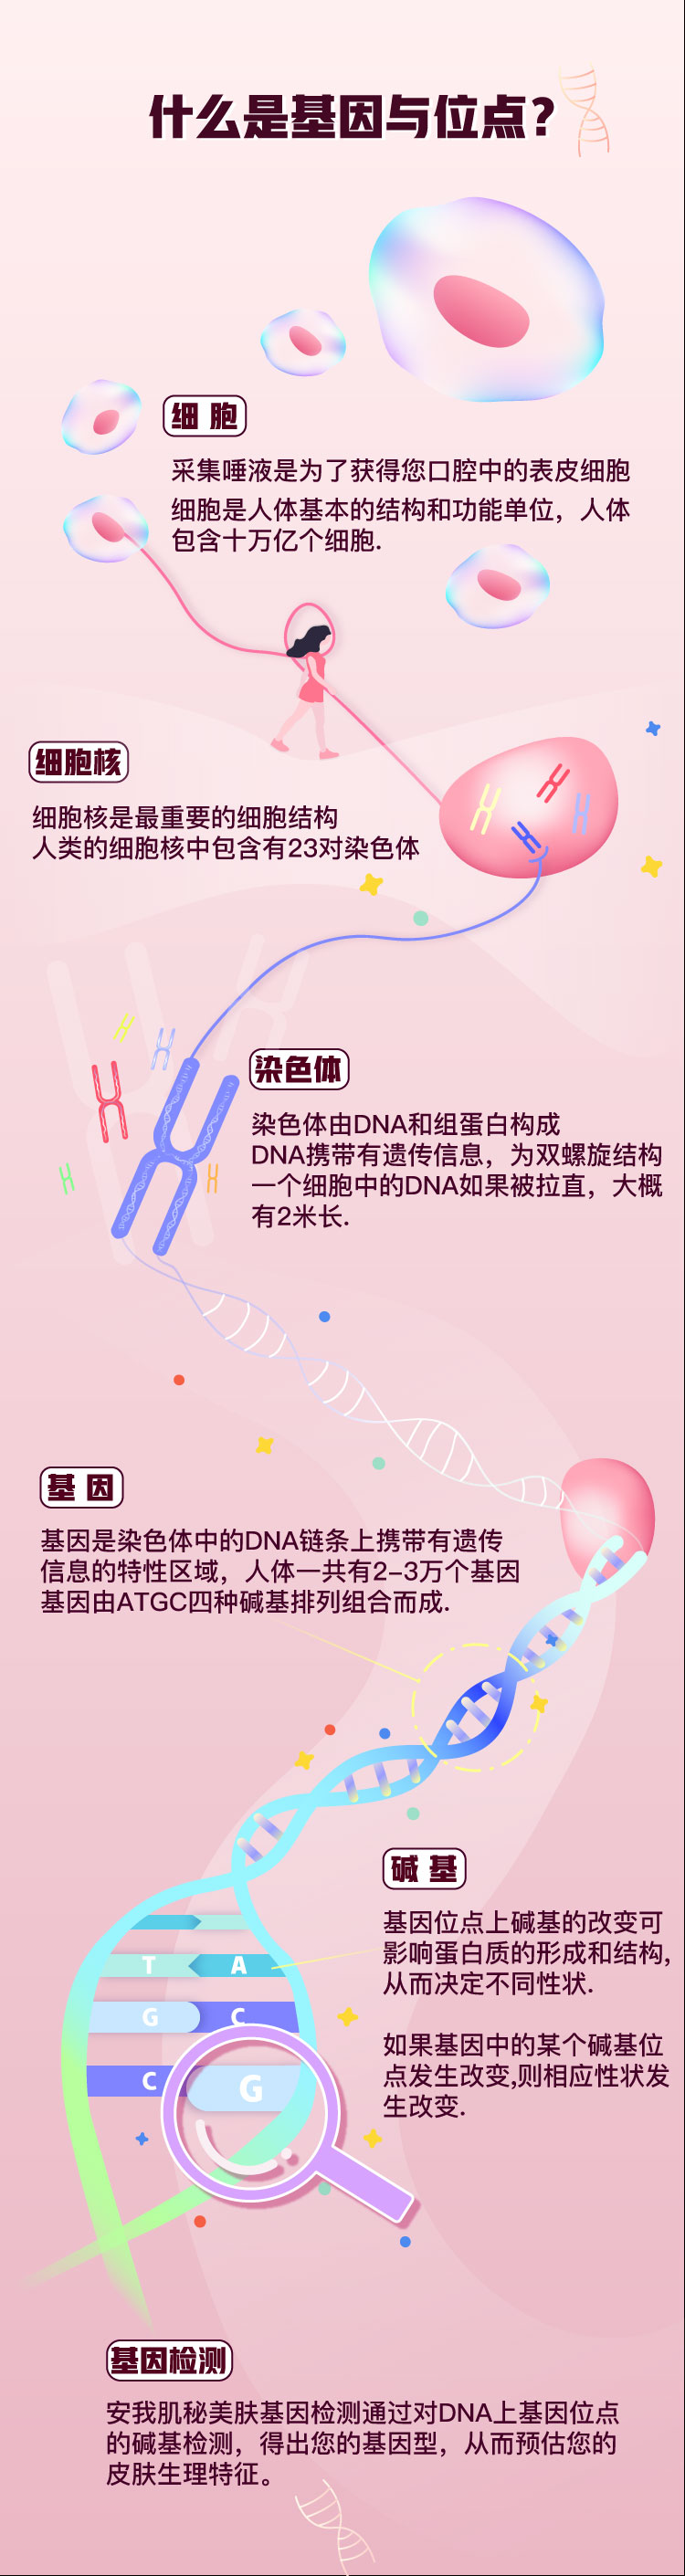 什么是基因与位点?
细胞
采集唾液是为了获得您口腔中的表皮细胞
细胞是人体基本的结构和功能单位，人体
包含十万亿个细胞.
细胞核
细胞核是最重要的细胞结构
人类的细胞核中包含有23对染色体
染色体
染色体由DNA和组蛋白构成
DNA携带有遗传信息，为双螺旋结构
一个细胞中的DNA如果被拉直，大概
有2米长.
基因
基因是染色体中的DNA链条上携带有遗传
信息的特性区域，人体一共有2-3万个基因
基因由ATGC四种碱基排列组合而成.
碱基
基因位点上碱基的改变可
影响蛋白质的形成和结构,
从而决定不同性状.
如果基因中的某个碱基位
点发生改变,则相应性状发
生改变.
T A
G C
C G
基因检测
安我肌秘美肤基因检测通过对DNA上基因位点
的碱基检测，得出您的基因型，从而预估您的
皮肤生理特征。